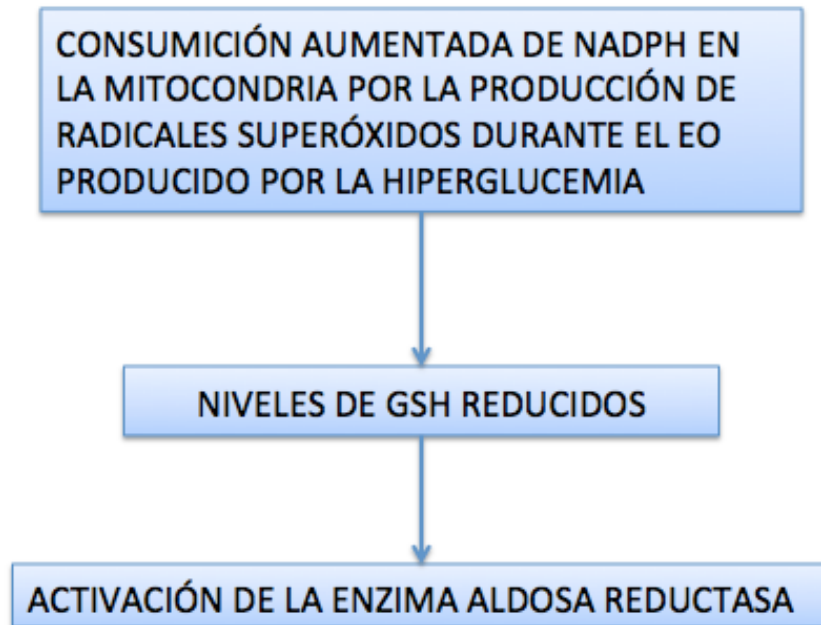 CONSUMICIÓN AUMENTADA DE NADPH EN
LA MITOCONDRIA POR LA PRODUCCIÓN DE
RADICALES SUPERÓXIDOS DURANTE EL EO
PRODUCIDO POR LA HIPERGLUCEMIA
NIVELES DE GSH REDUCIDOS
ACTIVACIÓN DE LA ENZIMA ALDOSA REDUCTASA